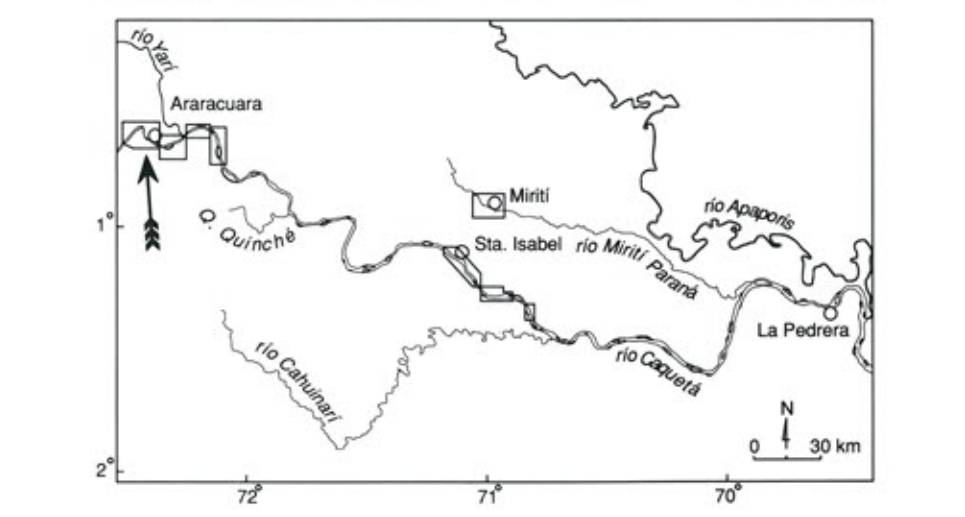 río Yarí
Araracuara
Mirití
río Apaporis
1°
Q. Quinché
Sta. Isabel
río Mirití Paraná
La Pedrera
río Cahuinarí
río Caquetá
N
0 30 km
2°
72° 71° 70°